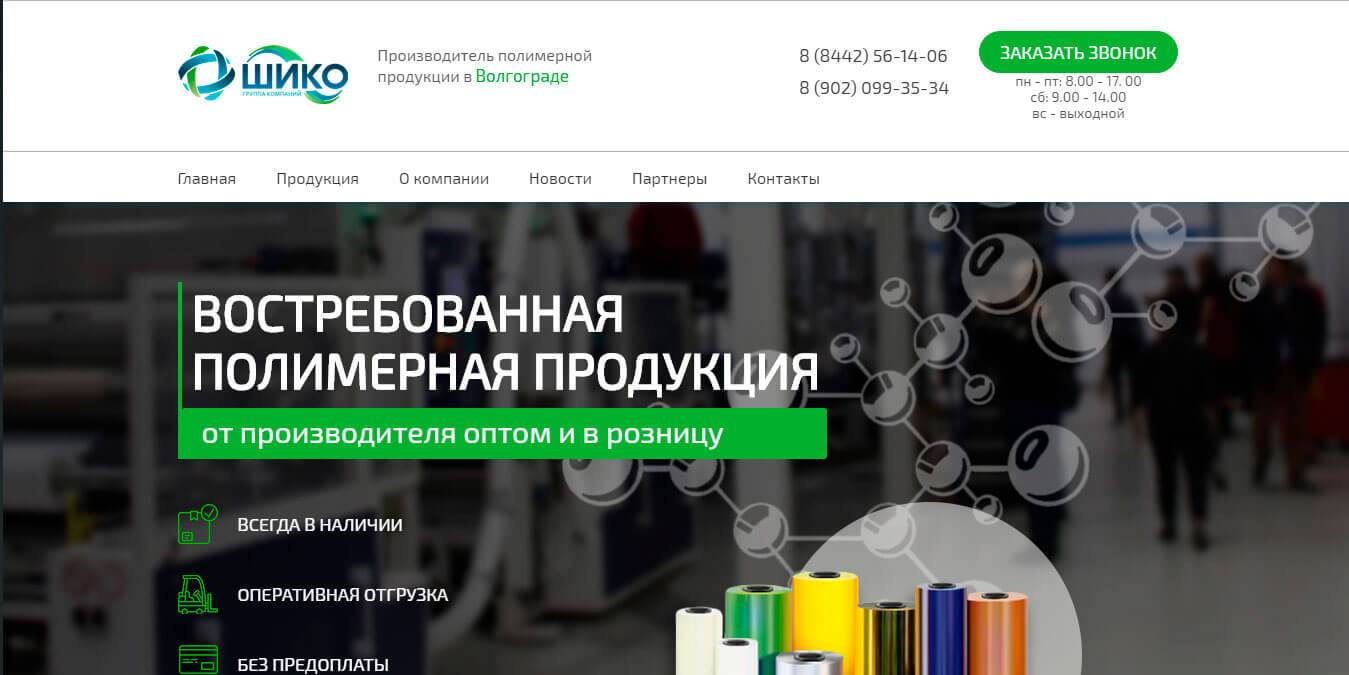 ШИКО
ГРУППА КОМПАНИЙ
Производитель полимерной
продукции в Волгограде
8 (8442) 56-14-06
8 (902) 099-35-34
ЗАКАЗАТЬ ЗВОНОК
пн - пт: 8.00 - 17. 00
сб: 9.00 - 14.00
вс - выходной
Главная Продукция О компании Новости Партнеры Контакты
ВОСТРЕБОВАННАЯ
ПОЛИМЕРНАЯ ПРОДУКЦИЯ
от производителя оптом и в розницу
ВСЕГДА В НАЛИЧИИ
ОПЕРАТИВНАЯ ОТГРУЗКА
БЕЗ ПРЕДОПЛАТЫ